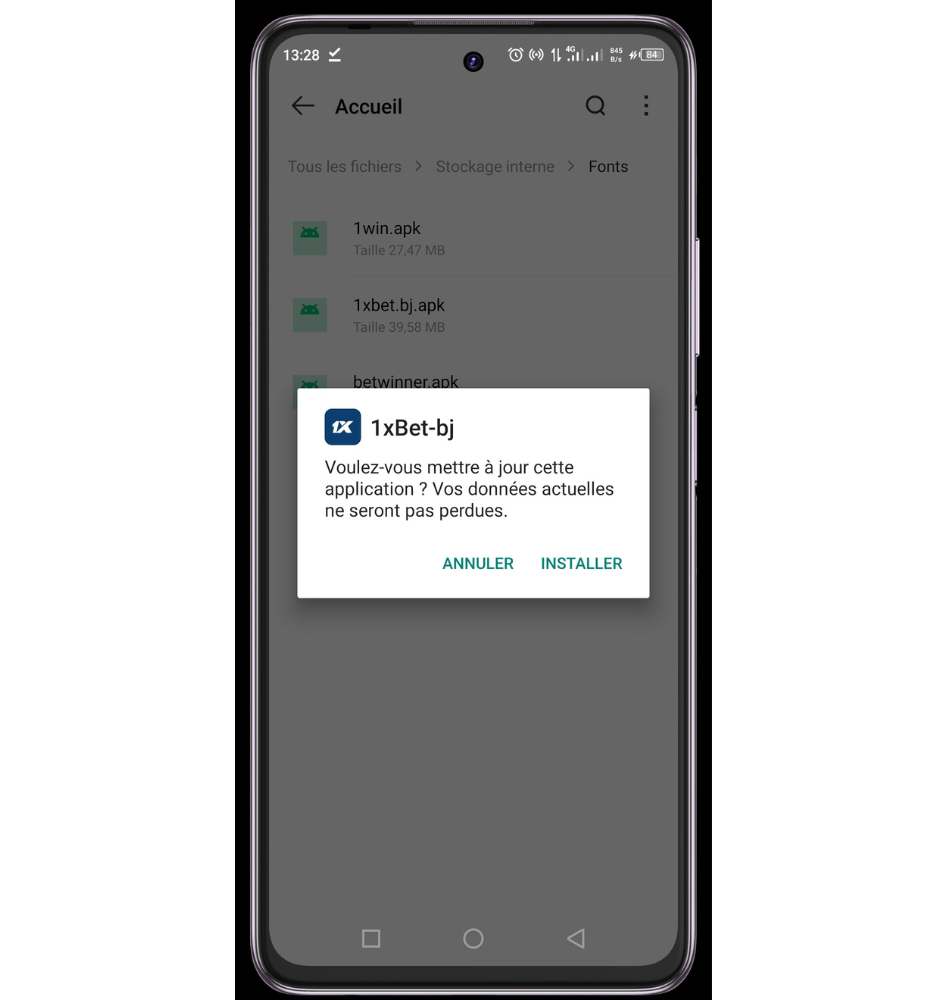 13:28 4G 845 B/s 84
Accueil
Tous les fichiers > Stockage interne > Fonts
1win.apk
Taille 27,47 MB
1xbet.bj.apk
Taille 39,58 MB
betwinner.apk
1X 1xBet-bj
Voulez-vous mettre à jour cette
application ? Vos données actuelles
ne seront pas perdues.
ANNULER INSTALLER